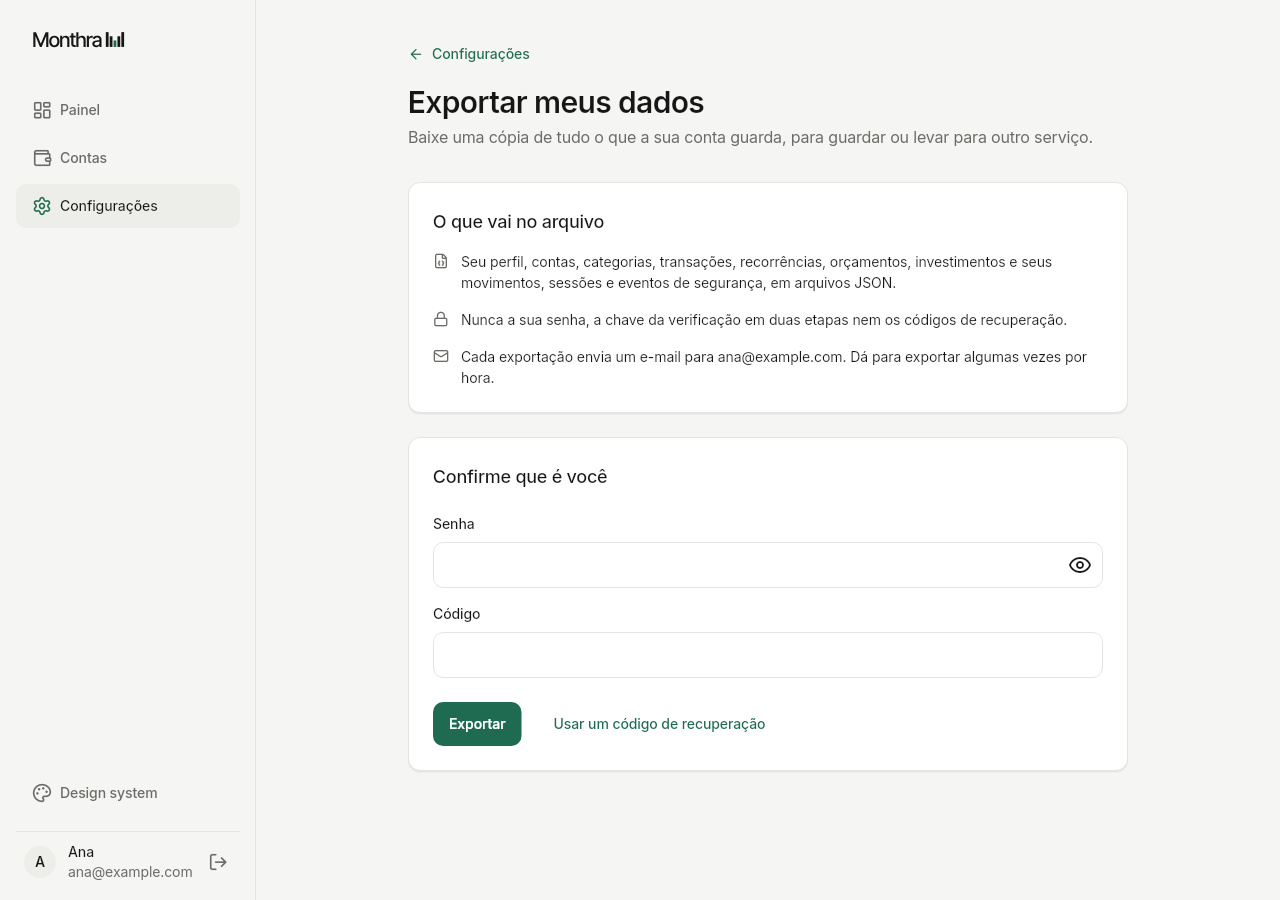 Monthra
Painel
Contas
Configurações
Design system
A
Ana
ana@example.com
Configurações
Exportar meus dados
Baixe uma cópia de tudo o que a sua conta guarda, para guardar ou levar para outro serviço.
O que vai no arquivo
Seu perfil, contas, categorias, transações, recorrências, orçamentos, investimentos e seus
movimentos, sessões e eventos de segurança, em arquivos JSON.
Nunca a sua senha, a chave da verificação em duas etapas nem os códigos de recuperação.
Cada exportação envia um e-mail para ana@example.com. Dá para exportar algumas vezes por
hora.
Confirme que é você
Senha
Código
Exportar
Usar um código de recuperação